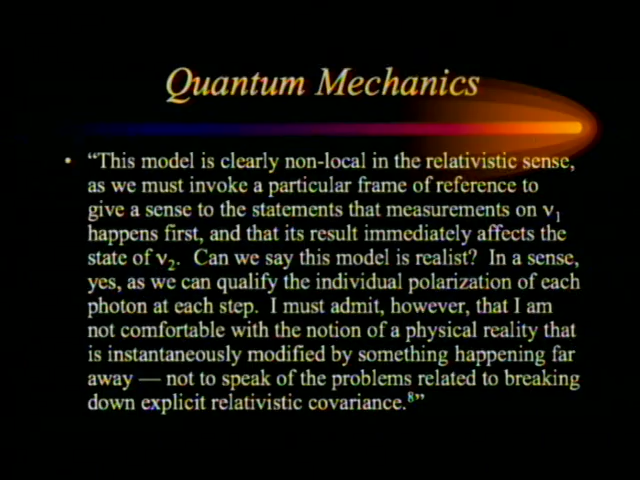 Quantum Mechanics
• “This model is clearly non-local in the relativistic sense,
as we must invoke a particular frame of reference to
give a sense to the statements that measurements on ν₁
happens first, and that its result immediately affects the
state of ν₂.  Can we say this model is realist?  In a sense,
yes, as we can qualify the individual polarization of each
photon at each step.  I must admit, however, that I am
not comfortable with the notion of a physical reality that
is instantaneously modified by something happening far
away — not to speak of the problems related to breaking
down explicit relativistic covariance.⁸”